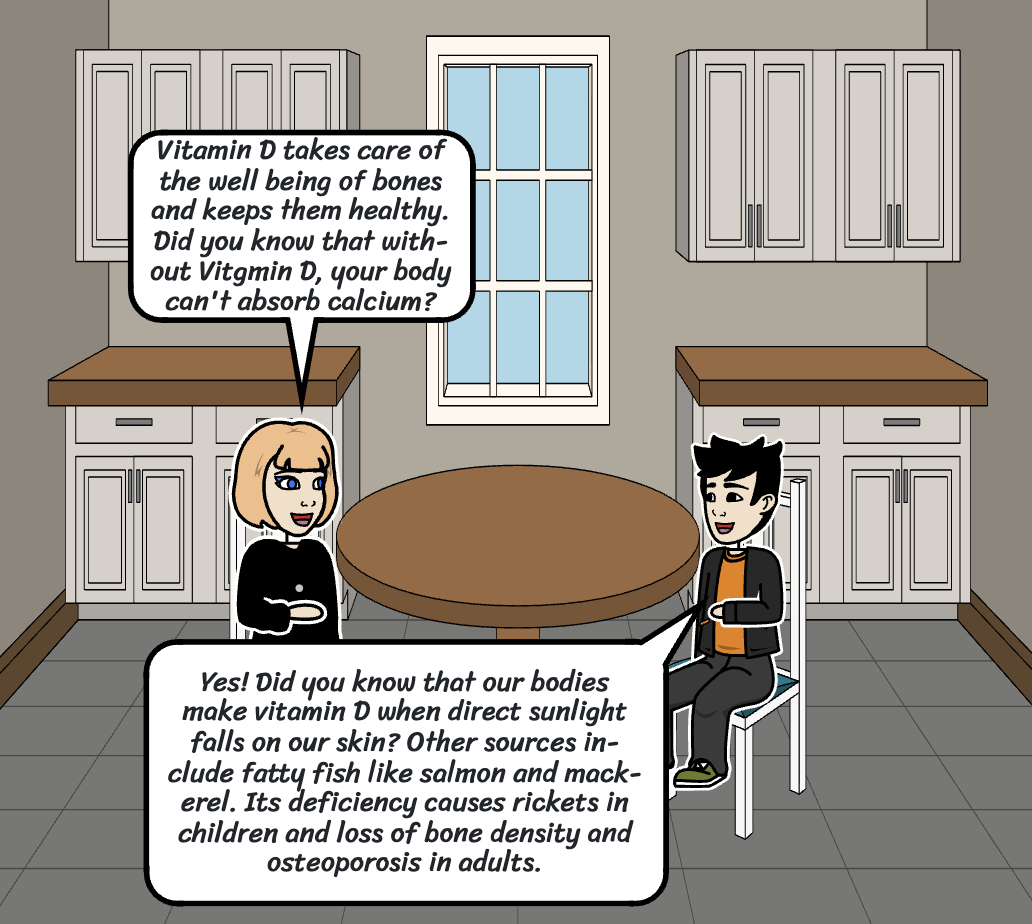 Vitamin D takes care of
the well being of bones
and keeps them healthy.
Did you know that with-
out Vitgmin D, your body
can't absorb calcium?
Yes! Did you know that our bodies
make vitamin D when direct sunlight
falls on our skin? Other sources in-
clude fatty fish like salmon and mack-
erel. Its deficiency causes rickets in
children and loss of bone density and
osteoporosis in adults.